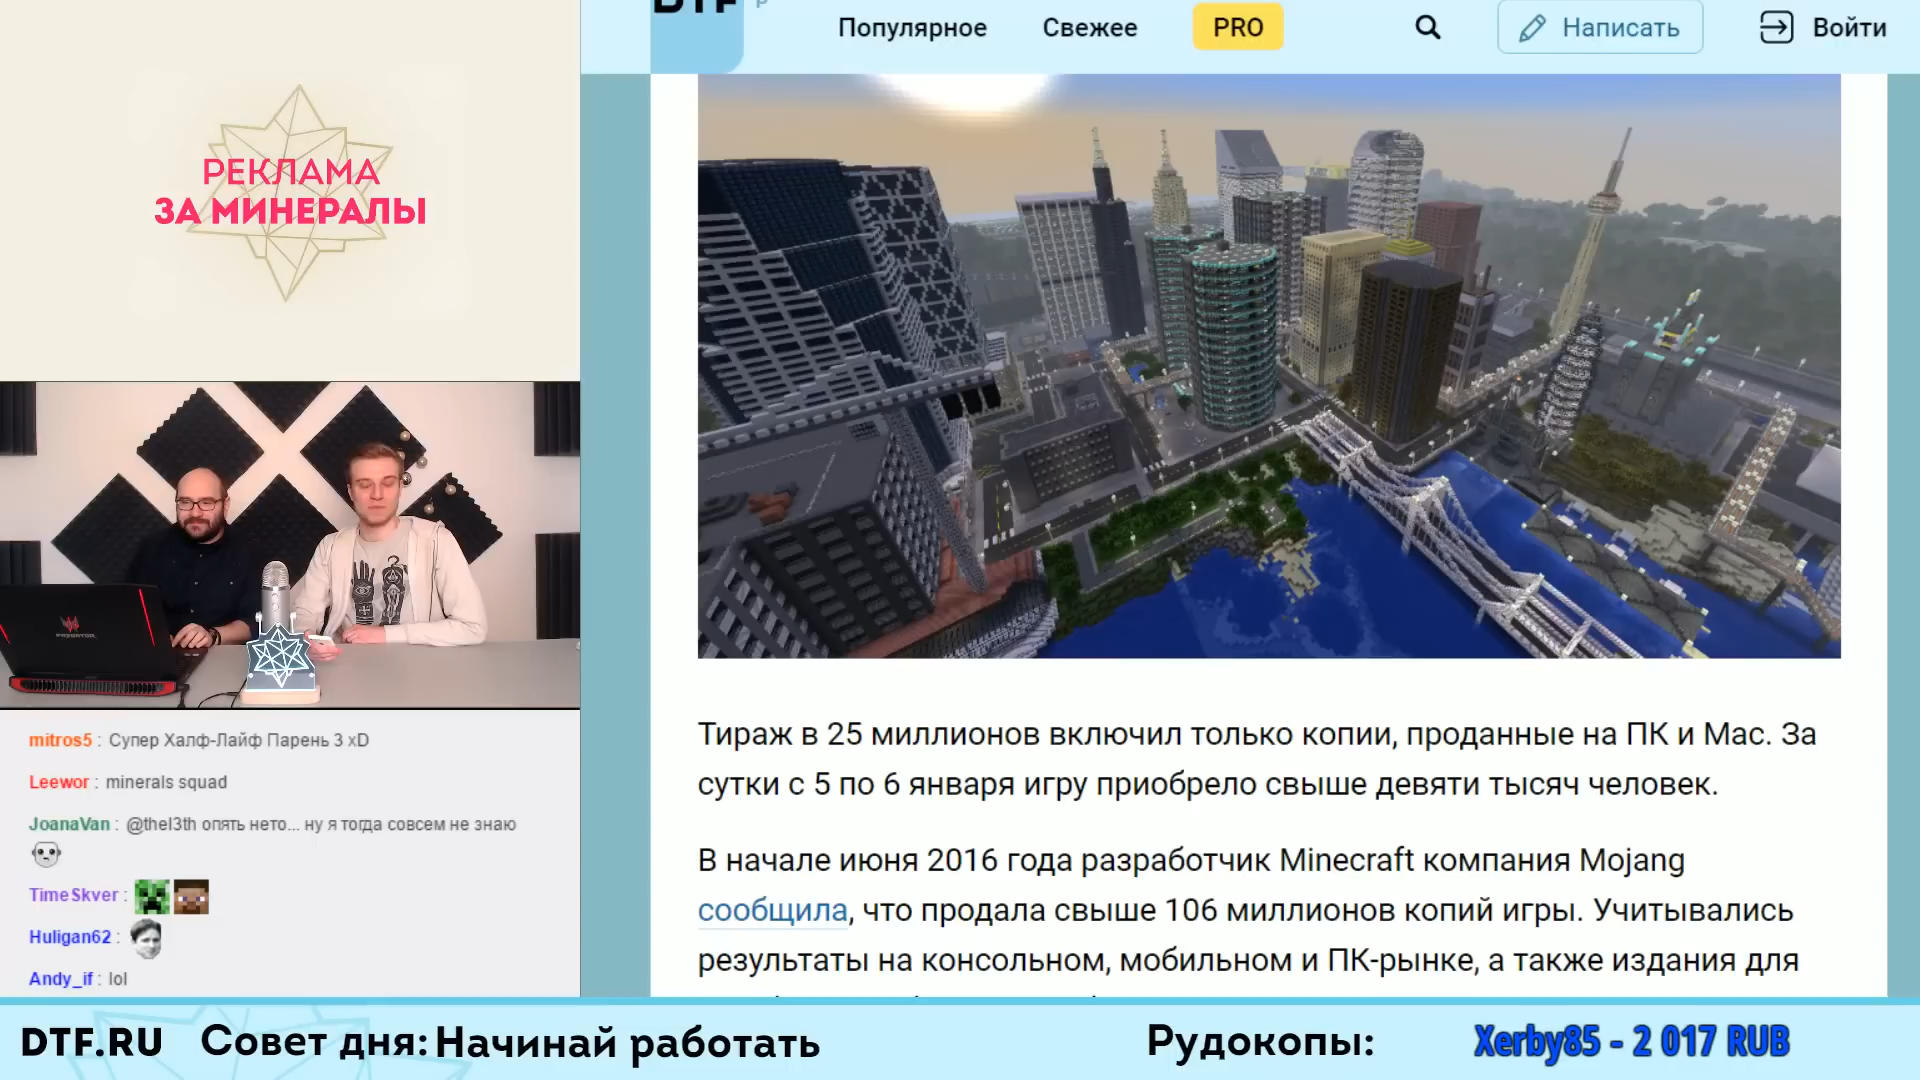 DTF
Популярное
Свежее
PRO
Написать
Войти
РЕКЛАМА
ЗА МИНЕРАЛЫ
PREDATOR
mitros5 : Супер Халф-Лайф Парень 3 xD
Leewor : minerals squad
JoanaVan : @thel3th опять нето... ну я тогда совсем не знаю
TimeSkver :
Huligan62 :
Andy_if : lol
Тираж в 25 миллионов включил только копии, проданные на ПК и Mac. За
сутки с 5 по 6 января игру приобрело свыше девяти тысяч человек.
В начале июня 2016 года разработчик Minecraft компания Mojang
сообщила, что продала свыше 106 миллионов копий игры. Учитывались
результаты на консольном, мобильном и ПК-рынке, а также издания для
DTF.RU Совет дня: Начинай работать
Рудокопы: Xerby85 - 2 017 RUB